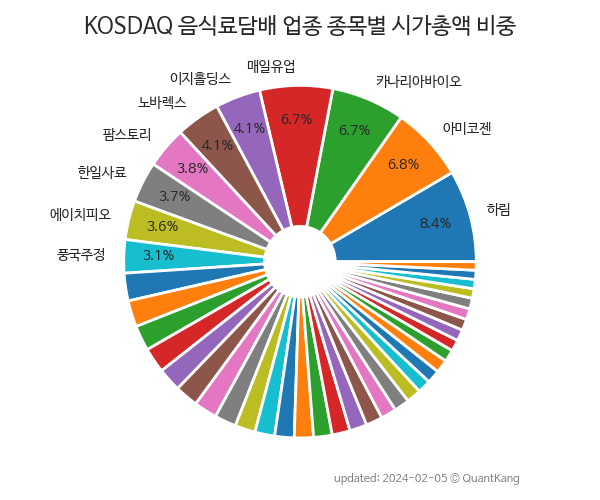 KOSDAQ 음식료담배 업종 종목별 시가총액 비중
매일유업
이지홀딩스
카나리아바이오
노바렉스
아미코젠
팜스토리
한일사료
에이치피오
하림
풍국주정
6.7%
6.7%
4.1%
4.1%
6.8%
3.8%
3.7%
3.6%
8.4%
3.1%
updated: 2024-02-05 ⓒ QuantKang